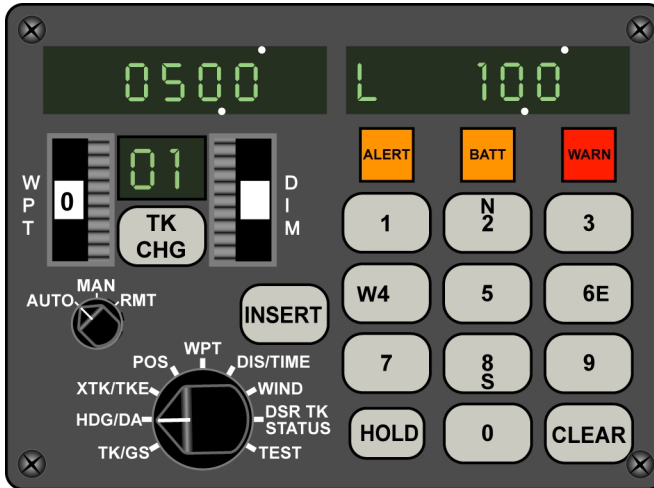 0500
L 100
WPT
0
01
DIM
TK
CHG
ALERT
BATT
WARN
1
N
2
3
W4
5
6E
7
8
S
9
HOLD
0
CLEAR
INSERT
AUTO
MAN
RMT
POS
WPT
DIS/TIME
XTK/TKE
WIND
HDG/DA
DSR TK
STATUS
TK/GS
TEST